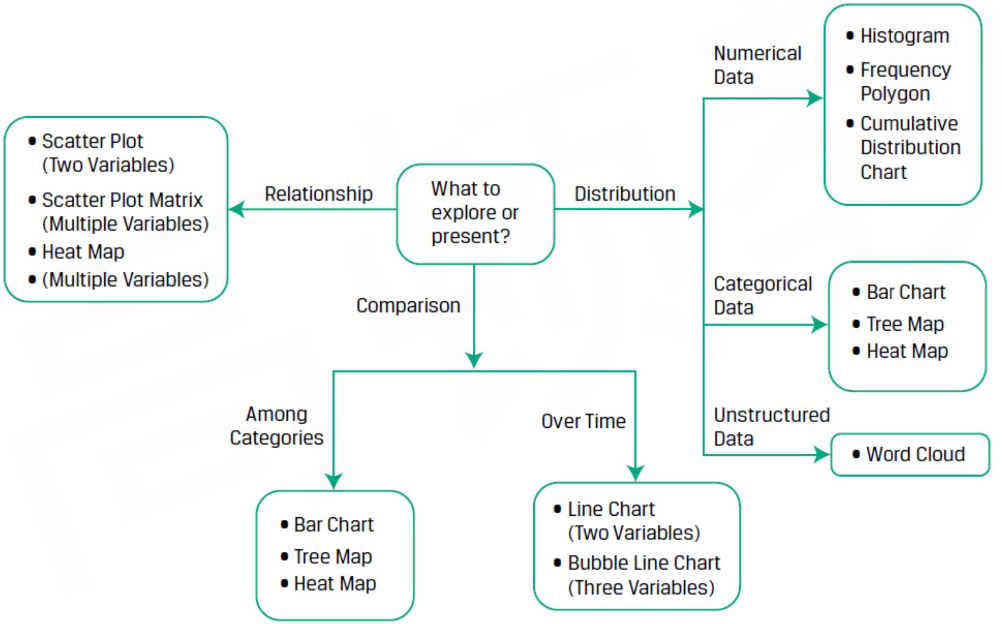 What to
explore or
present?
Relationship
• Scatter Plot
(Two Variables)
• Scatter Plot Matrix
(Multiple Variables)
• Heat Map
• (Multiple Variables)
Comparison
Among
Categories
• Bar Chart
• Tree Map
• Heat Map
Over Time
• Line Chart
(Two Variables)
• Bubble Line Chart
(Three Variables)
Distribution
Numerical
Data
• Histogram
• Frequency
Polygon
• Cumulative
Distribution
Chart
Categorical
Data
• Bar Chart
• Tree Map
• Heat Map
Unstructured
Data
• Word Cloud